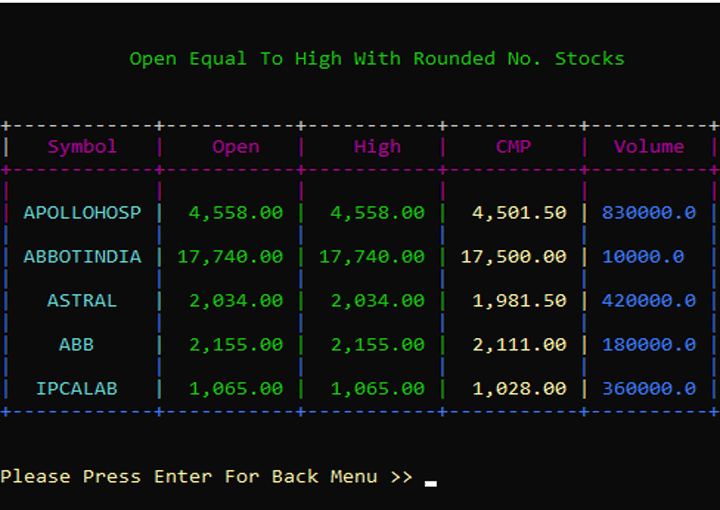 Open Equal To High With Rounded No. Stocks
Symbol | Open | High | CMP | Volume
APOLLOHOSP | 4,558.00 | 4,558.00 | 4,501.50 | 830000.0
ABBOTINDIA | 17,740.00 | 17,740.00 | 17,500.00 | 10000.0
ASTRAL | 2,034.00 | 2,034.00 | 1,981.50 | 420000.0
ABB | 2,155.00 | 2,155.00 | 2,111.00 | 180000.0
IPCALAB | 1,065.00 | 1,065.00 | 1,028.00 | 360000.0
Please Press Enter For Back Menu >> _